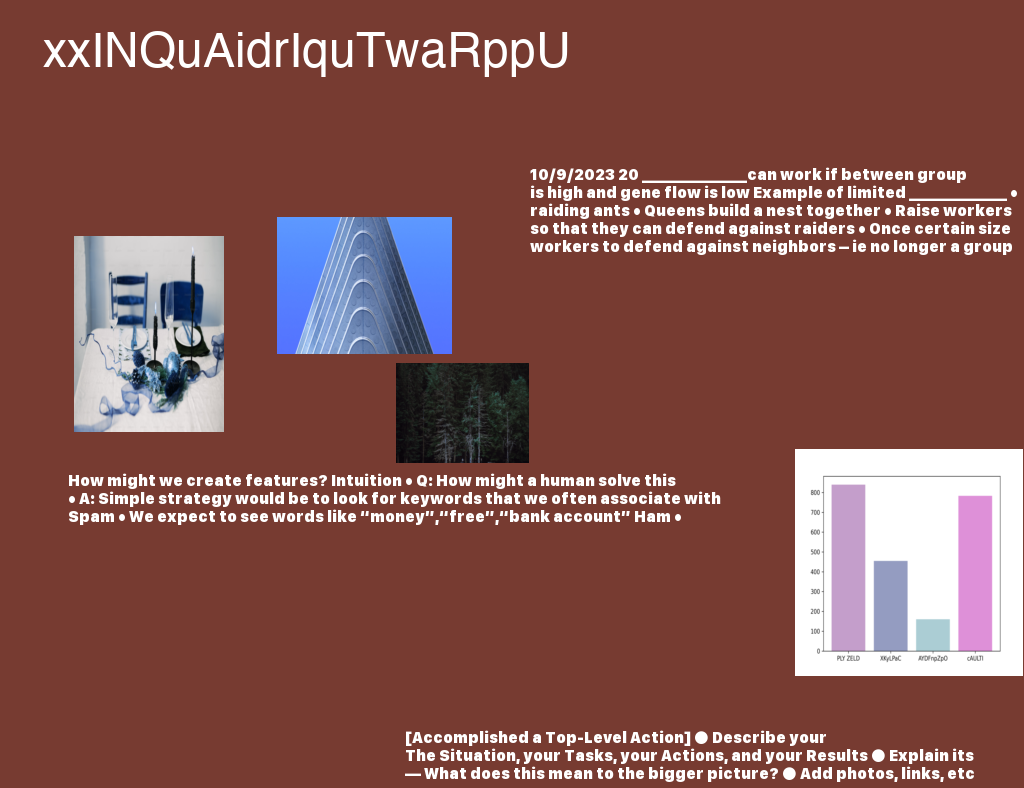 xxINQuAidrIquTwaRppU
10/9/2023 20 ______________can work if between group
is high and gene flow is low Example of limited _____________ •
raiding ants • Queens build a nest together • Raise workers
so that they can defend against raiders • Once certain size
workers to defend against neighbors – ie no longer a group
How might we create features? Intuition • Q: How might a human solve this
• A: Simple strategy would be to look for keywords that we often associate with
Spam • We expect to see words like “money”,“free”,“bank account” Ham •
800
700
600
500
400
300
200
100
0
PLY ZELD XKyLPaC AYDFnpZpO cAULTI
[Accomplished a Top-Level Action] ● Describe your
The Situation, your Tasks, your Actions, and your Results ● Explain its
— What does this mean to the bigger picture? ● Add photos, links, etc